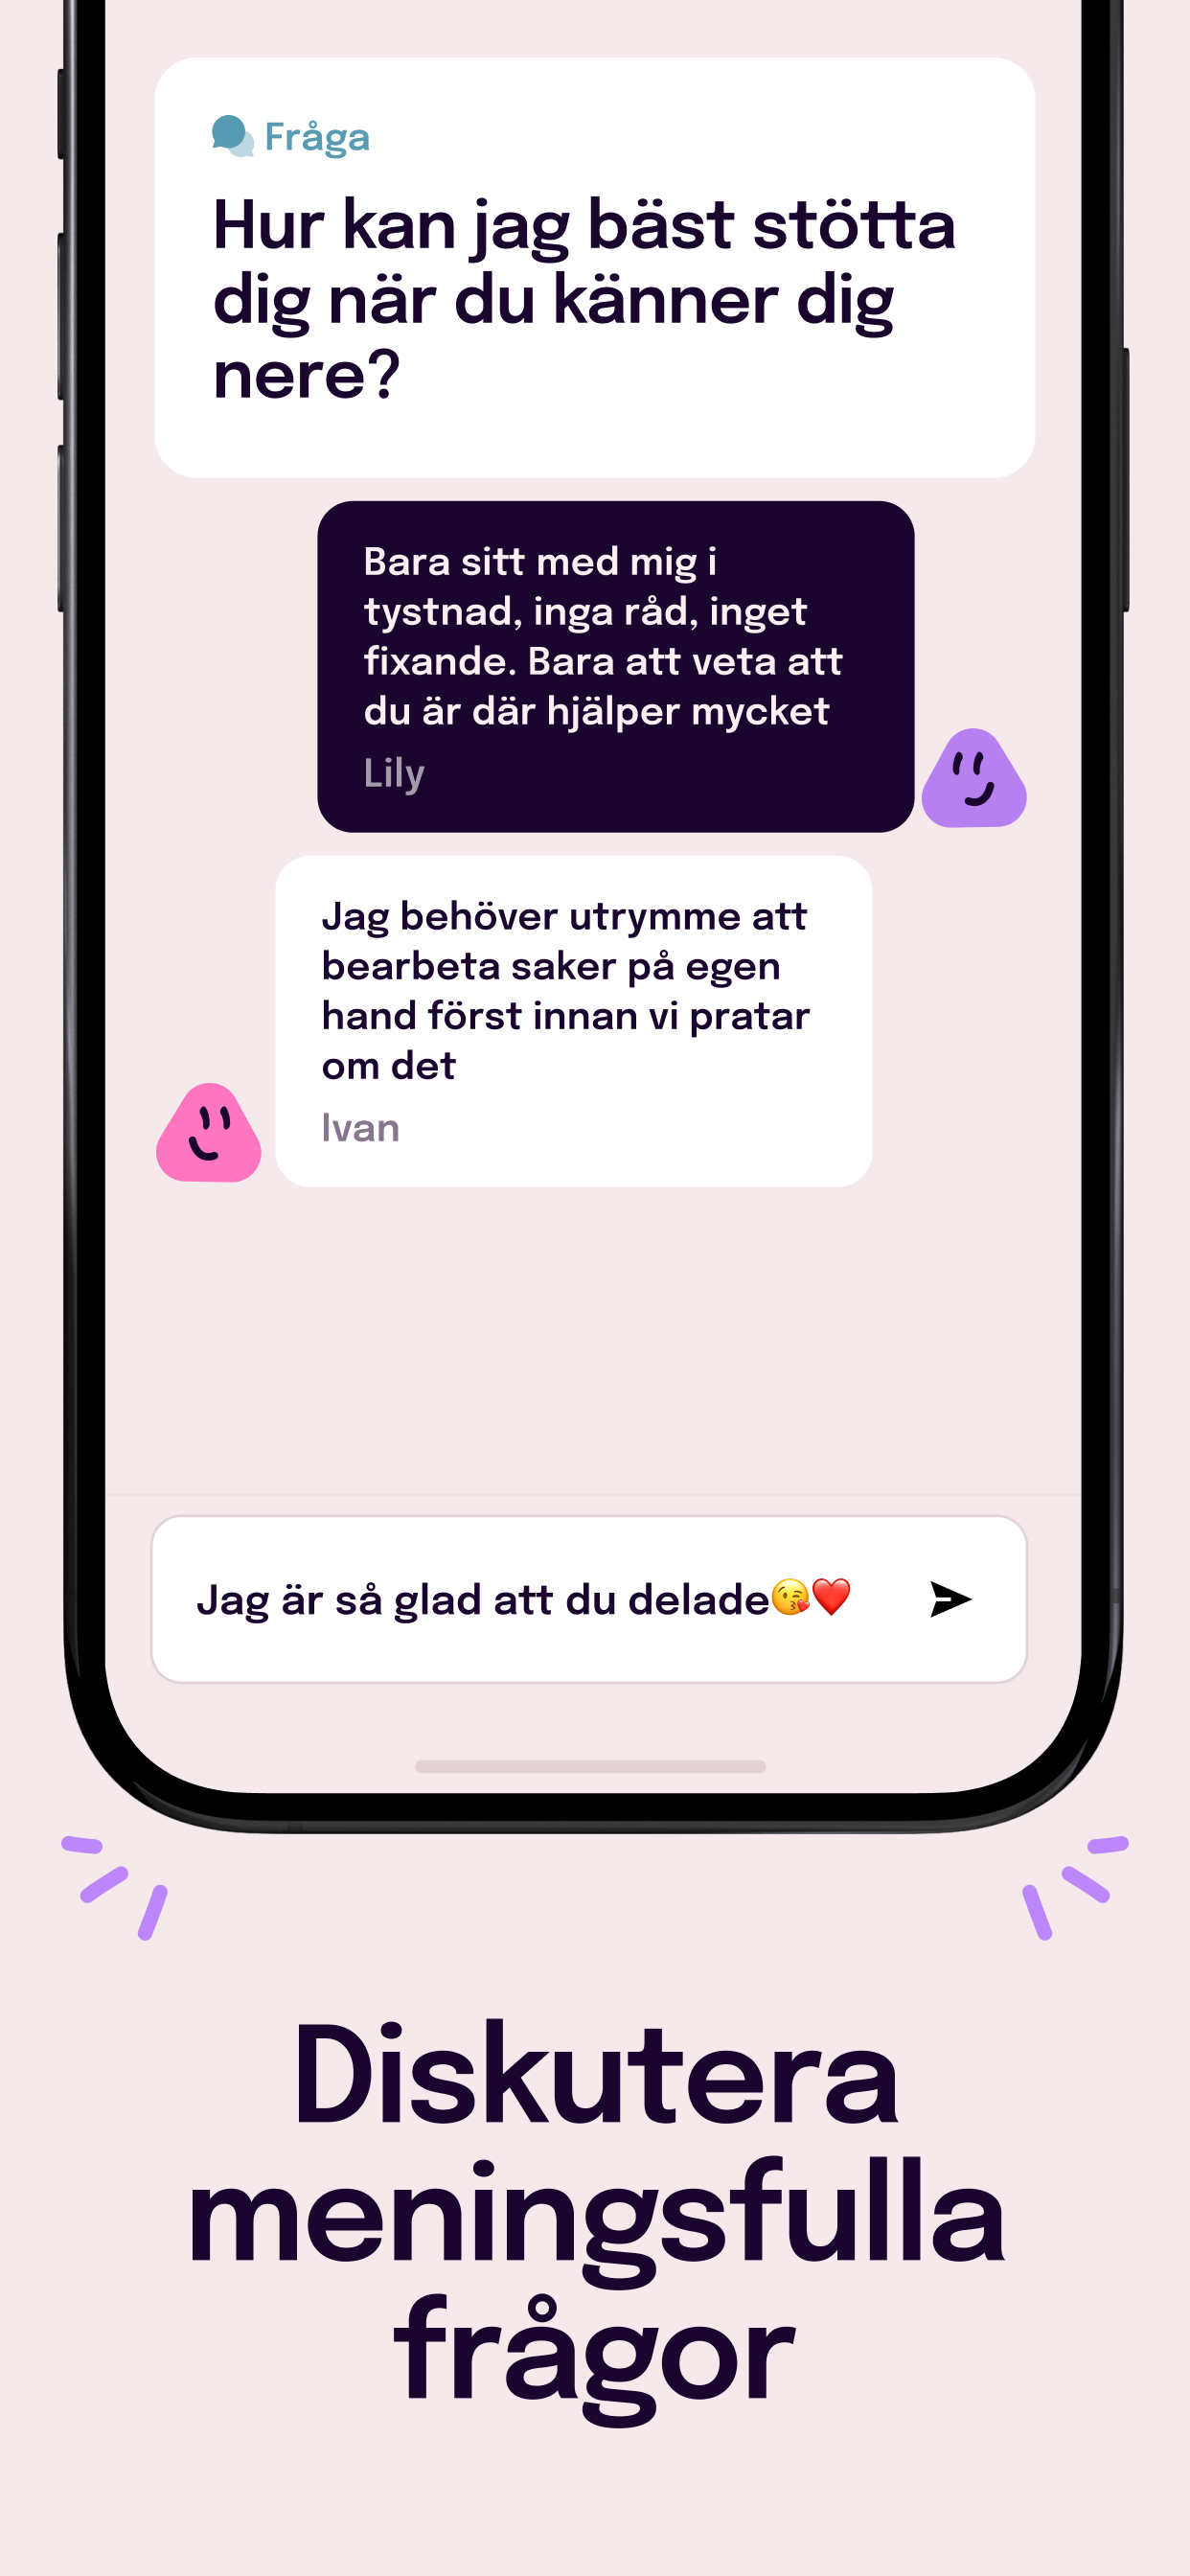 Fråga
Hur kan jag bäst stötta
dig när du känner dig
nere?
Bara sitt med mig i
tystnad, inga råd, inget
fixande. Bara att veta att
du är där hjälper mycket
Lily
Jag behöver utrymme att
bearbeta saker på egen
hand först innan vi pratar
om det
Ivan
Jag är så glad att du delade😘❤️
Diskutera
meningsfulla
frågor